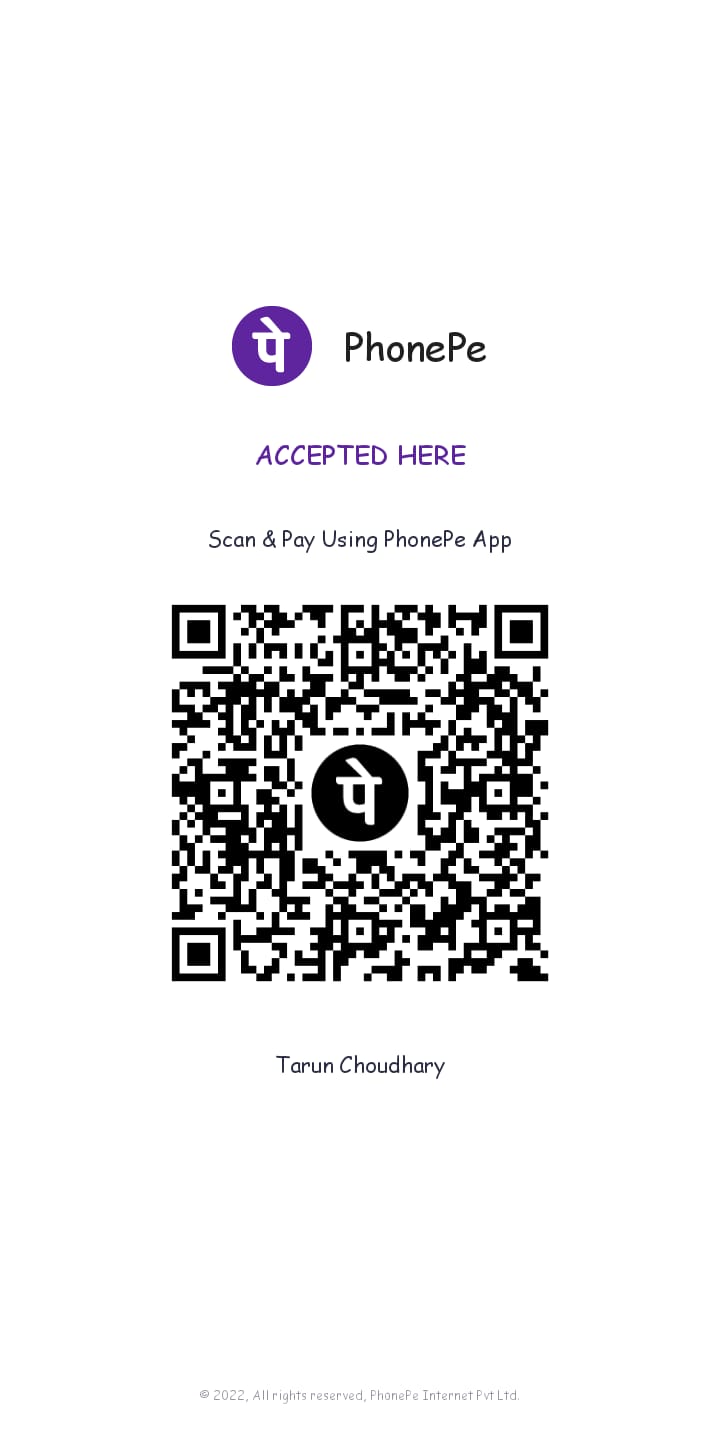 पे PhonePe
ACCEPTED HERE
Scan & Pay Using PhonePe App
पे
Tarun Choudhary
© 2022, All rights reserved, PhonePe Internet Pvt Ltd.